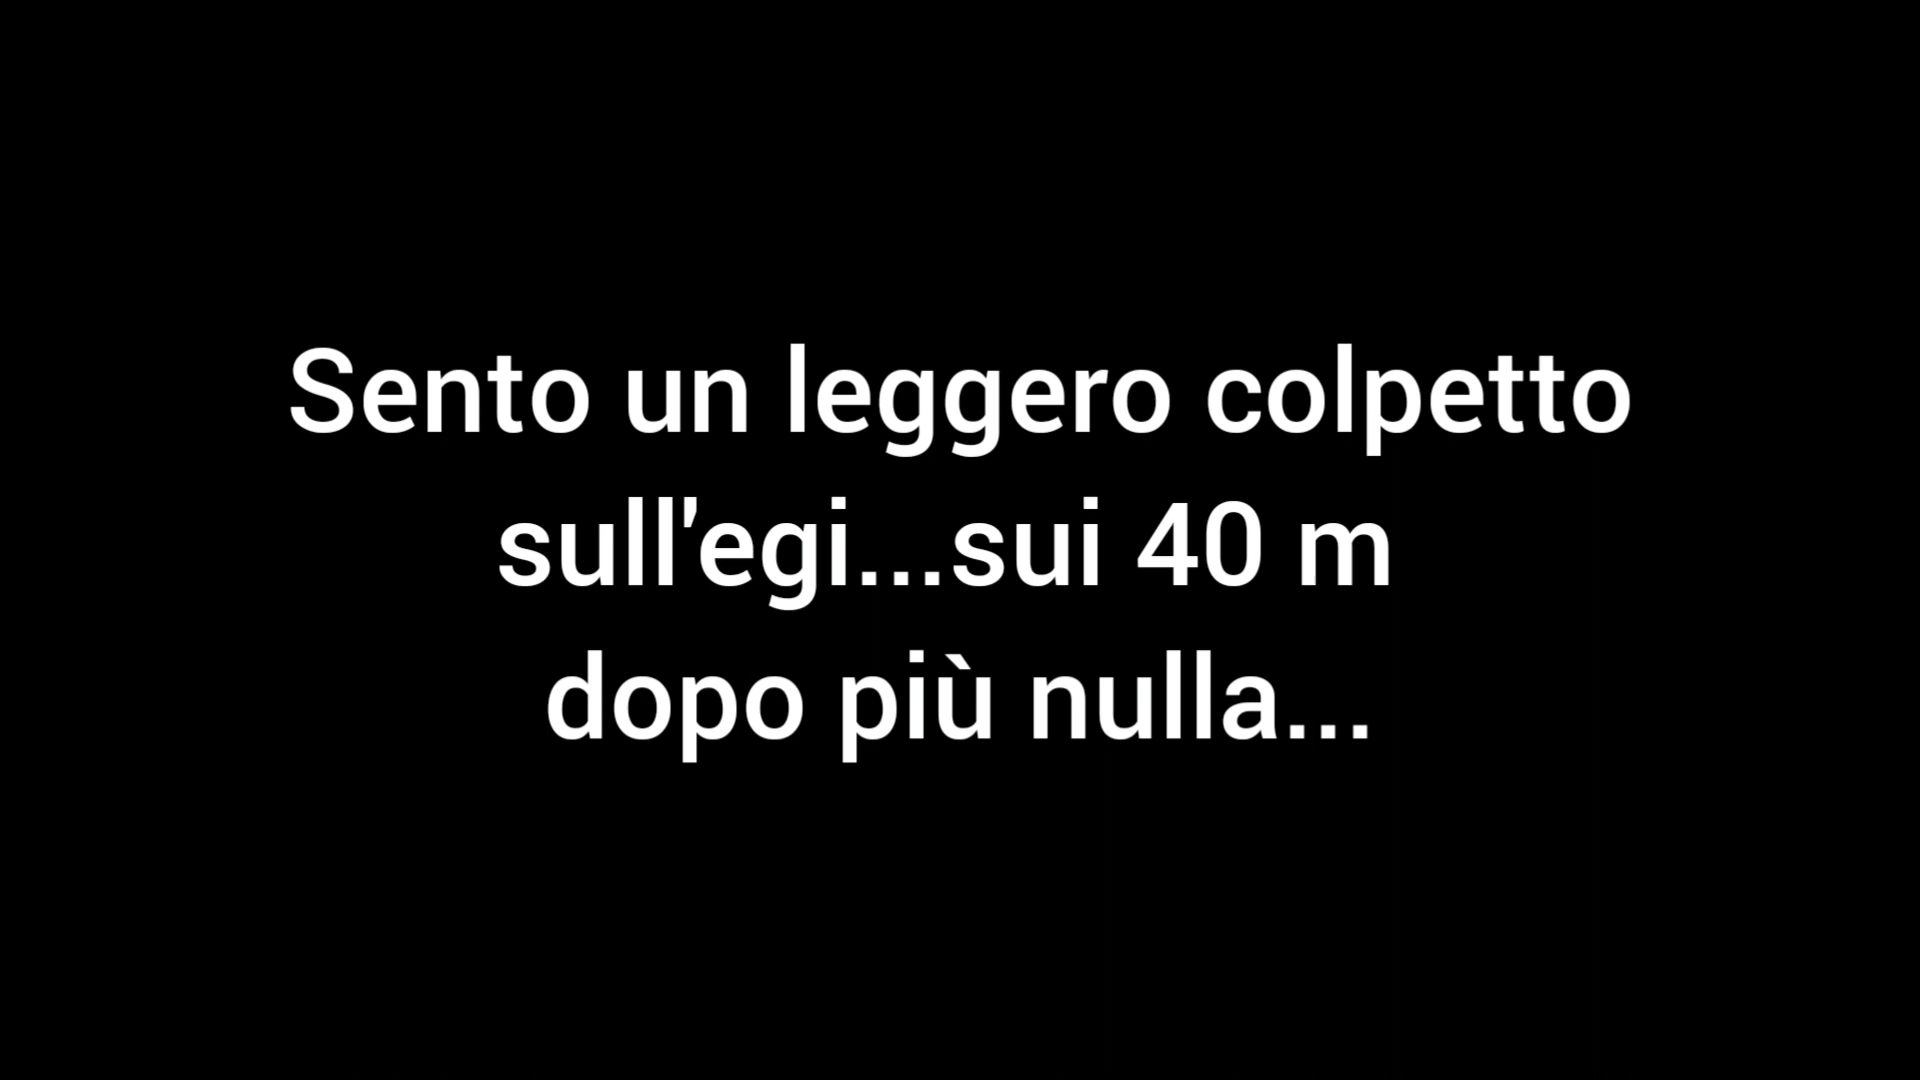 Sento un leggero colpetto
sull'egi...sui 40 m
dopo più nulla...